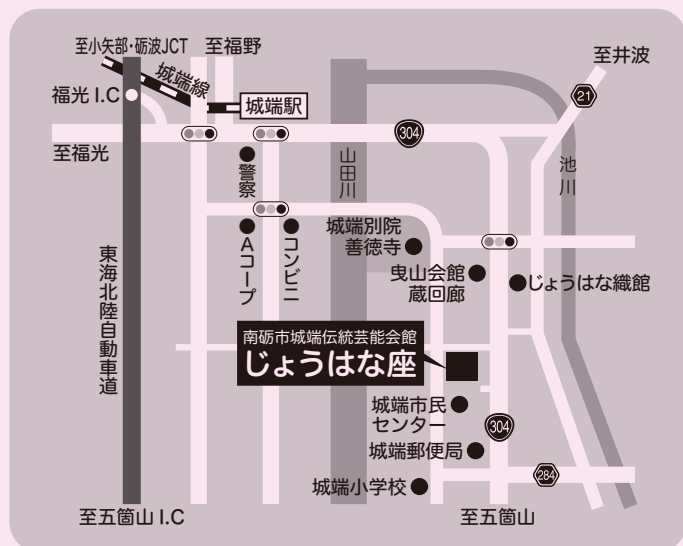 至小矢部・砺波JCT
至福野
至井波
城端線
福光 I.C
城端駅
21
304
至福光
警察
山田川
池川
Aコープ
コンビニ
城端別院
善徳寺
曳山会館
蔵回廊
じょうはな織館
東海北陸自動車道
南砺市城端伝統芸能会館
じょうはな座
城端市民
センター
304
城端郵便局
284
城端小学校
至五箇山 I.C
至五箇山